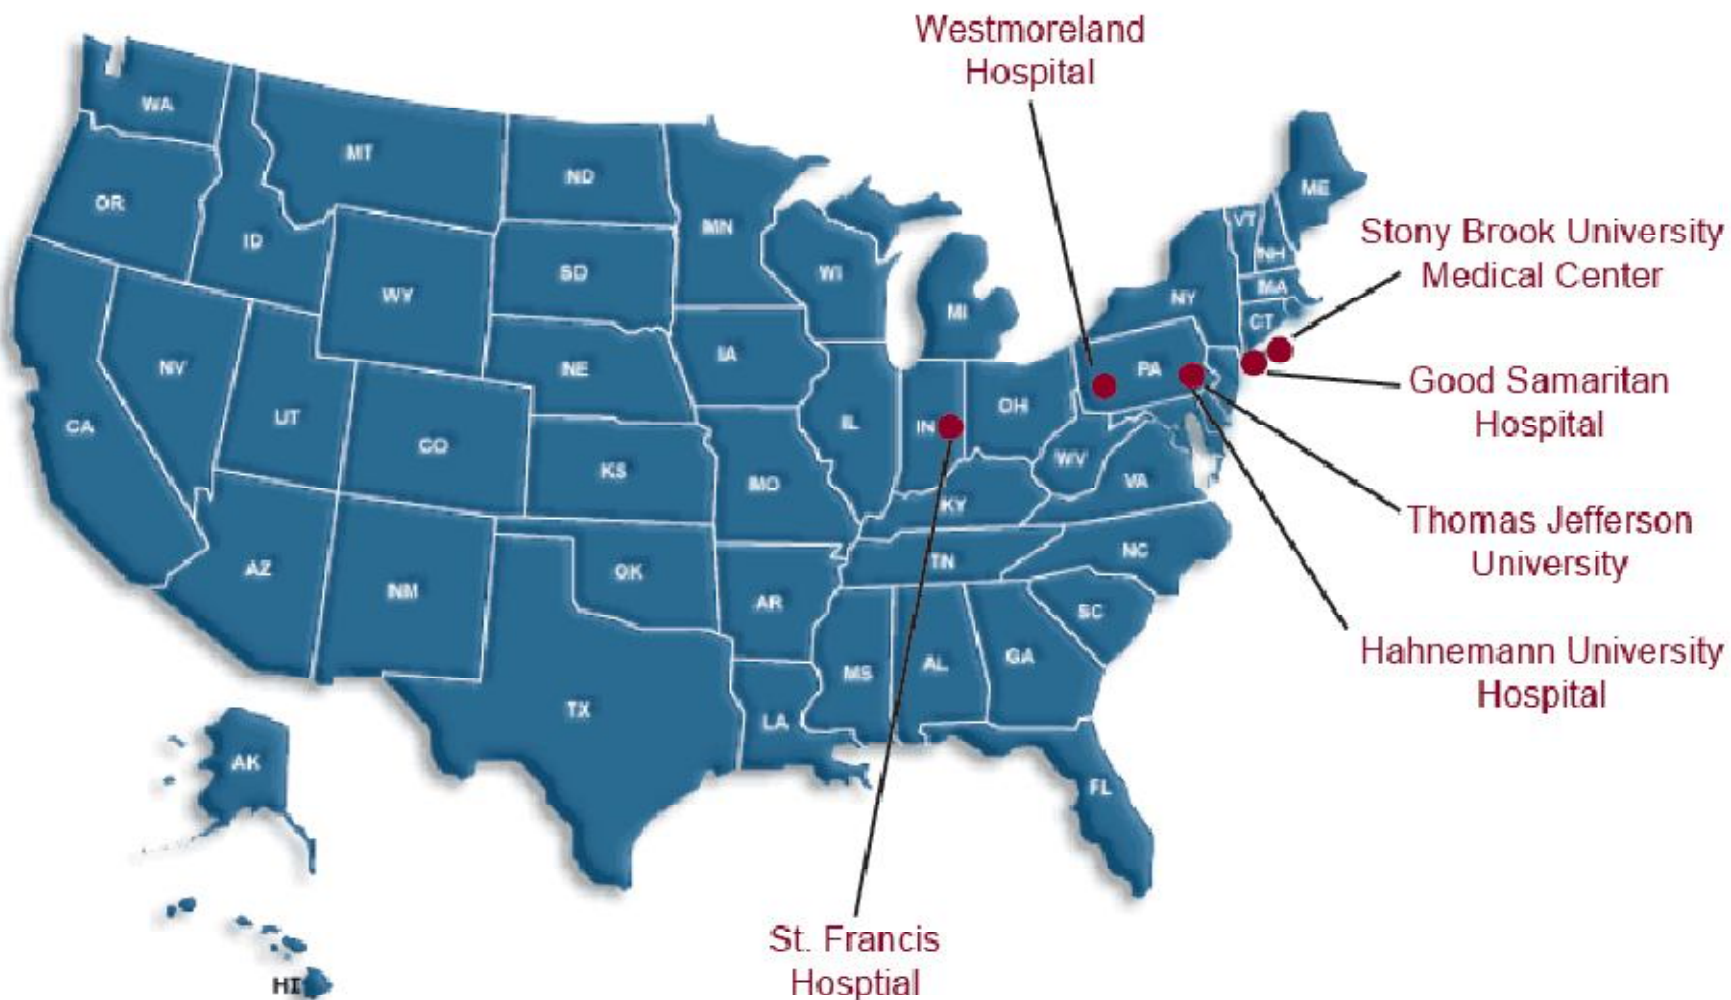 Westmoreland
Hospital
WA
MT
ND
MN
OR
ID
WY
SD
WI
MI
ME
VT
NH
NY
MA
CT
Stony Brook University
Medical Center
NV
UT
CO
NE
IA
IL
IN
OH
PA
CA
KS
MO
KY
WV
VA
Good Samaritan
Hospital
AZ
NM
OK
AR
TN
NC
SC
Thomas Jefferson
University
TX
LA
MS
AL
GA
FL
Hahnemann University
Hospital
AK
HI
St. Francis
Hosptial